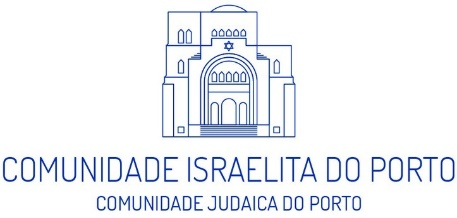 COMUNIDADE ISRAELITA DO PORTO
COMUNIDADE JUDAICA DO PORTO